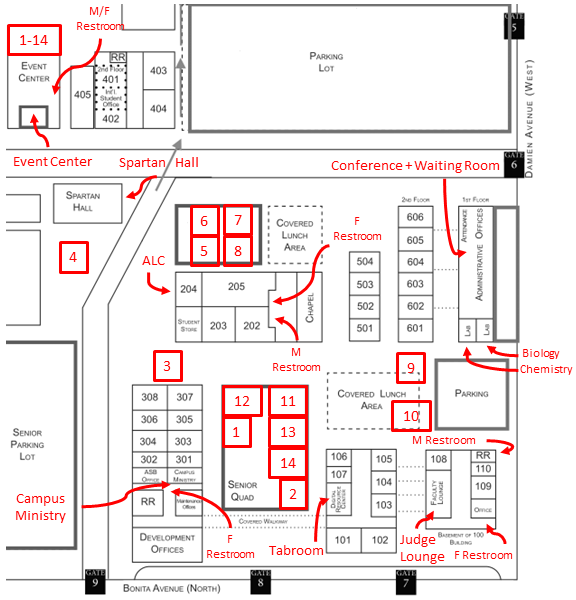 M/F
Restroom
1-14
EVENT
CENTER
RR
2nd Floor
401
INT'L
STUDENT
OFFICE
402
405
403
404
Event Center
PARKING
LOT
GATE
5
DAMIEN AVENUE (WEST)
GATE
6
Spartan Hall
Conference + Waiting Room
SPARTAN
HALL
4
6
7
5
8
COVERED
LUNCH
AREA
F
Restroom
2ND FLOOR
606
605
604
603
602
601
1ST FLOOR
ATTENDANCE
ADMINISTRATIVE OFFICES
LAB
LAB
Biology
Chemistry
ALC
204
205
STUDENT
STORE
203
202
CHAPEL
504
503
502
501
M
Restroom
3
9
COVERED LUNCH
AREA
10
PARKING
308
307
306
305
304
303
302
301
ASB
OFFICE
CAMPUS
MINISTRY
RR
Maintenance
Office
DEVELOPMENT
OFFICES
12
11
1
13
14
2
SENIOR
QUAD
COVERED WALKWAY
SENIOR
PARKING
LOT
Campus
Ministry
F
Restroom
Tabroom
106
107
DIGITAL
RESOURCE
CENTER
105
104
103
101
102
M Restroom
108
FACULTY
LOUNGE
RR
110
109
OFFICE
BASEMENT OF 100
BUILDING
Judge
Lounge
F Restroom
GATE
9
BONITA AVENUE (NORTH)
GATE
8
GATE
7